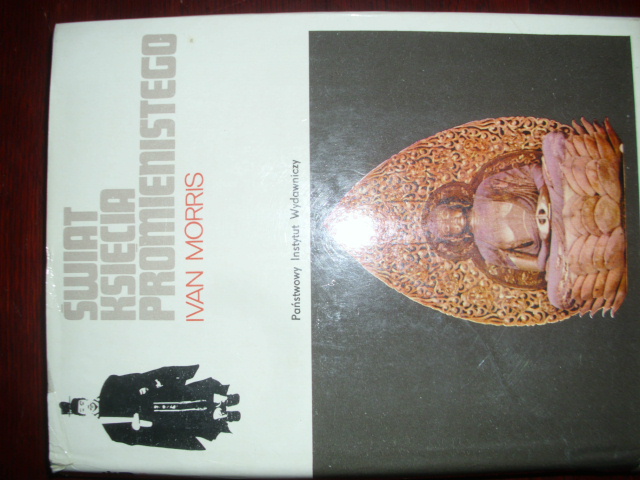 ŚWIAT
KSIĘCIA
PROMIENISTEGO
IVAN MORRIS
Państwowy Instytut Wydawniczy